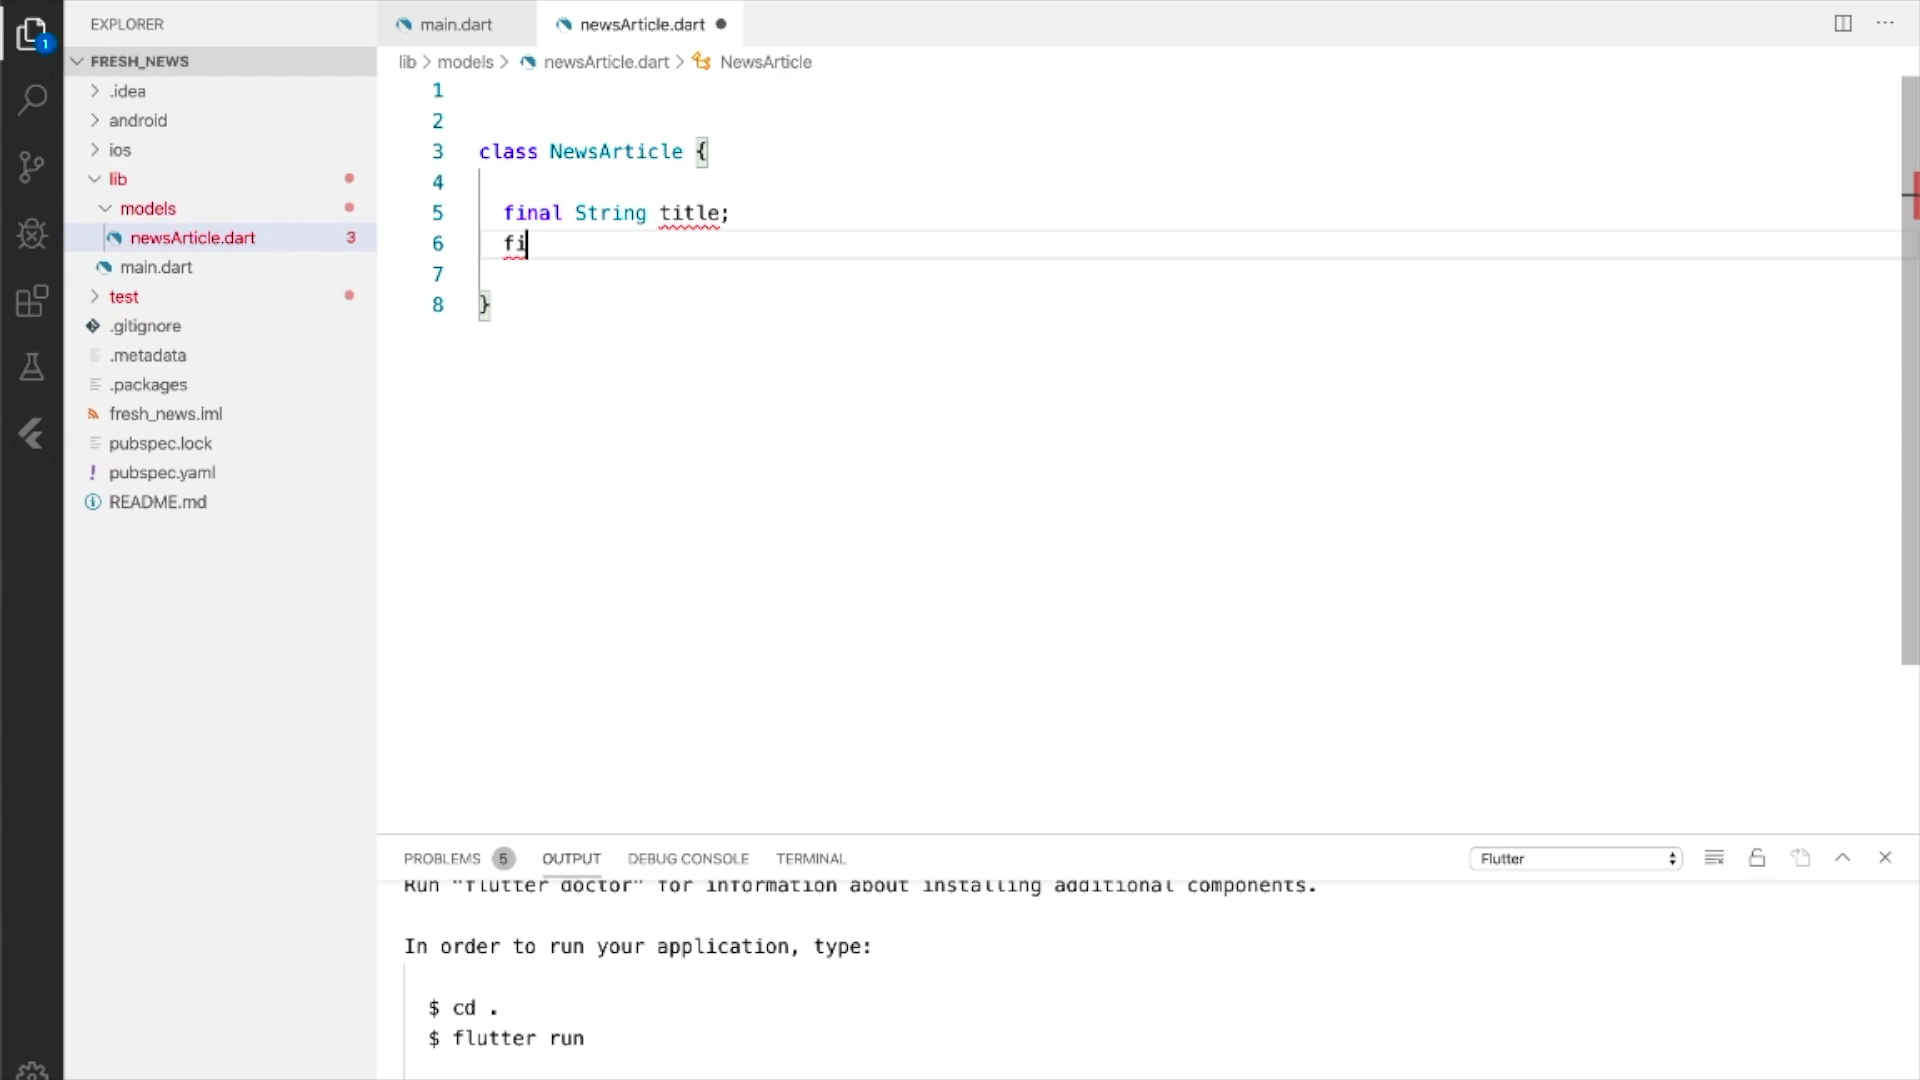 EXPLORER
FRESH_NEWS
.idea
android
ios
lib
models
newsArticle.dart 3
main.dart
test
.gitignore
.metadata
.packages
fresh_news.iml
pubspec.lock
! pubspec.yaml
README.md
1
main.dart
newsArticle.dart
lib > models > newsArticle.dart > NewsArticle
1
2
3 class NewsArticle {
4
5 final String title;
6 fi
7
8 }
PROBLEMS 5 OUTPUT DEBUG CONSOLE TERMINAL
Flutter
Run "flutter doctor" for information about installing additional components.
In order to run your application, type:
$ cd .
$ flutter run